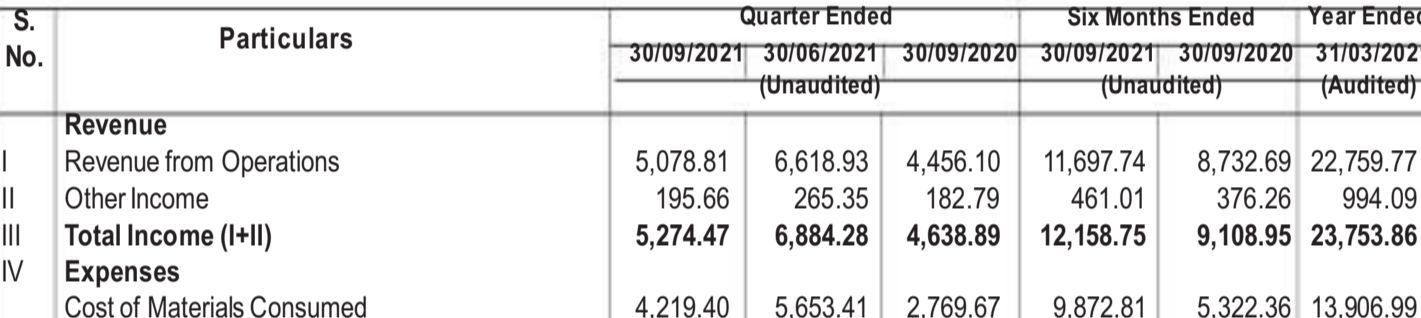 S. No. Particulars Quarter Ended Six Months Ended Year Ended
30/09/2021 30/06/2021 30/09/2020 30/09/2021 30/09/2020
(Unaudited) (Unaudited) (Audited)
Revenue
I Revenue from Operations 5,078.81 6,618.93 4,456.10 11,697.74 8,732.69 22,759.77
II Other Income 195.66 265.35 182.79 461.01 376.26 994.09
III Total Income (I+II) 5,274.47 6,884.28 4,638.89 12,158.75 9,108.95 23,753.86
IV Expenses
Cost of Materials Consumed 4,219.40 5,653.41 2,769.67 9,872.81 5,322.36 13,906.99